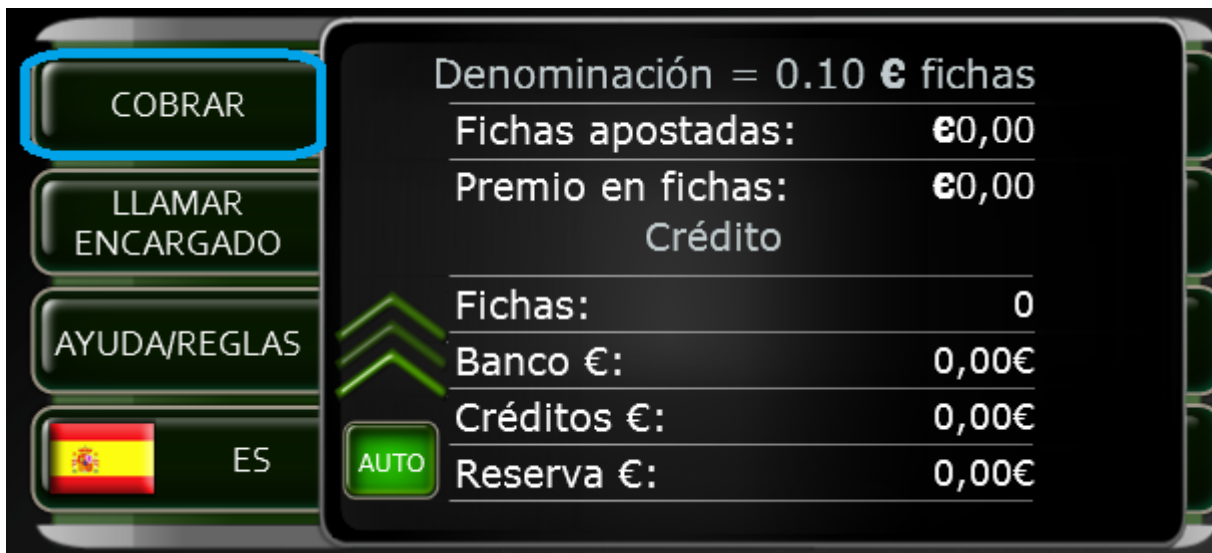 COBRAR
LLAMAR
ENCARGADO
AYUDA/REGLAS
ES
Denominación = 0.10 € fichas
Fichas apostadas: €0,00
Premio en fichas: €0,00
Crédito
Fichas: 0
Banco €: 0,00€
Créditos €: 0,00€
AUTO
Reserva €: 0,00€